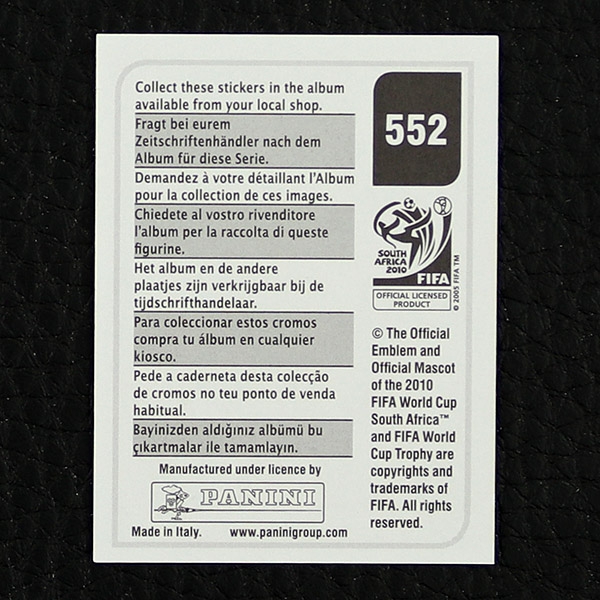 Collect these stickers in the album
available from your local shop.
Fragt bei eurem
Zeitschriftenhändler nach dem
Album für diese Serie.
Demandez à votre détaillant l'Album
pour la collection de ces images.
Chiedete al vostro rivenditore
l'album per la raccolta di queste
figurine.
Het album en de andere
plaatjes zijn verkrijgbaar bij de
tijdschrifthandelaar.
Para coleccionar estos cromos
compra tu álbum en cualquier
kiosco.
Pede a caderneta desta colecção
de cromos no teu ponto de venda
habitual.
Bayinizden aldığınız albümü bu
çıkartmalar ile tamamlayın.
Manufactured under licence by
PANINI
Made in Italy. www.paninigroup.com
552
SOUTH
AFRICA
2010
FIFA
OFFICIAL LICENSED
PRODUCT
© 2005 FIFA TM
© The Official
Emblem and
Official Mascot
of the 2010
FIFA World Cup
South Africa™
and FIFA World
Cup Trophy are
copyrights and
trademarks of
FIFA. All rights
reserved.